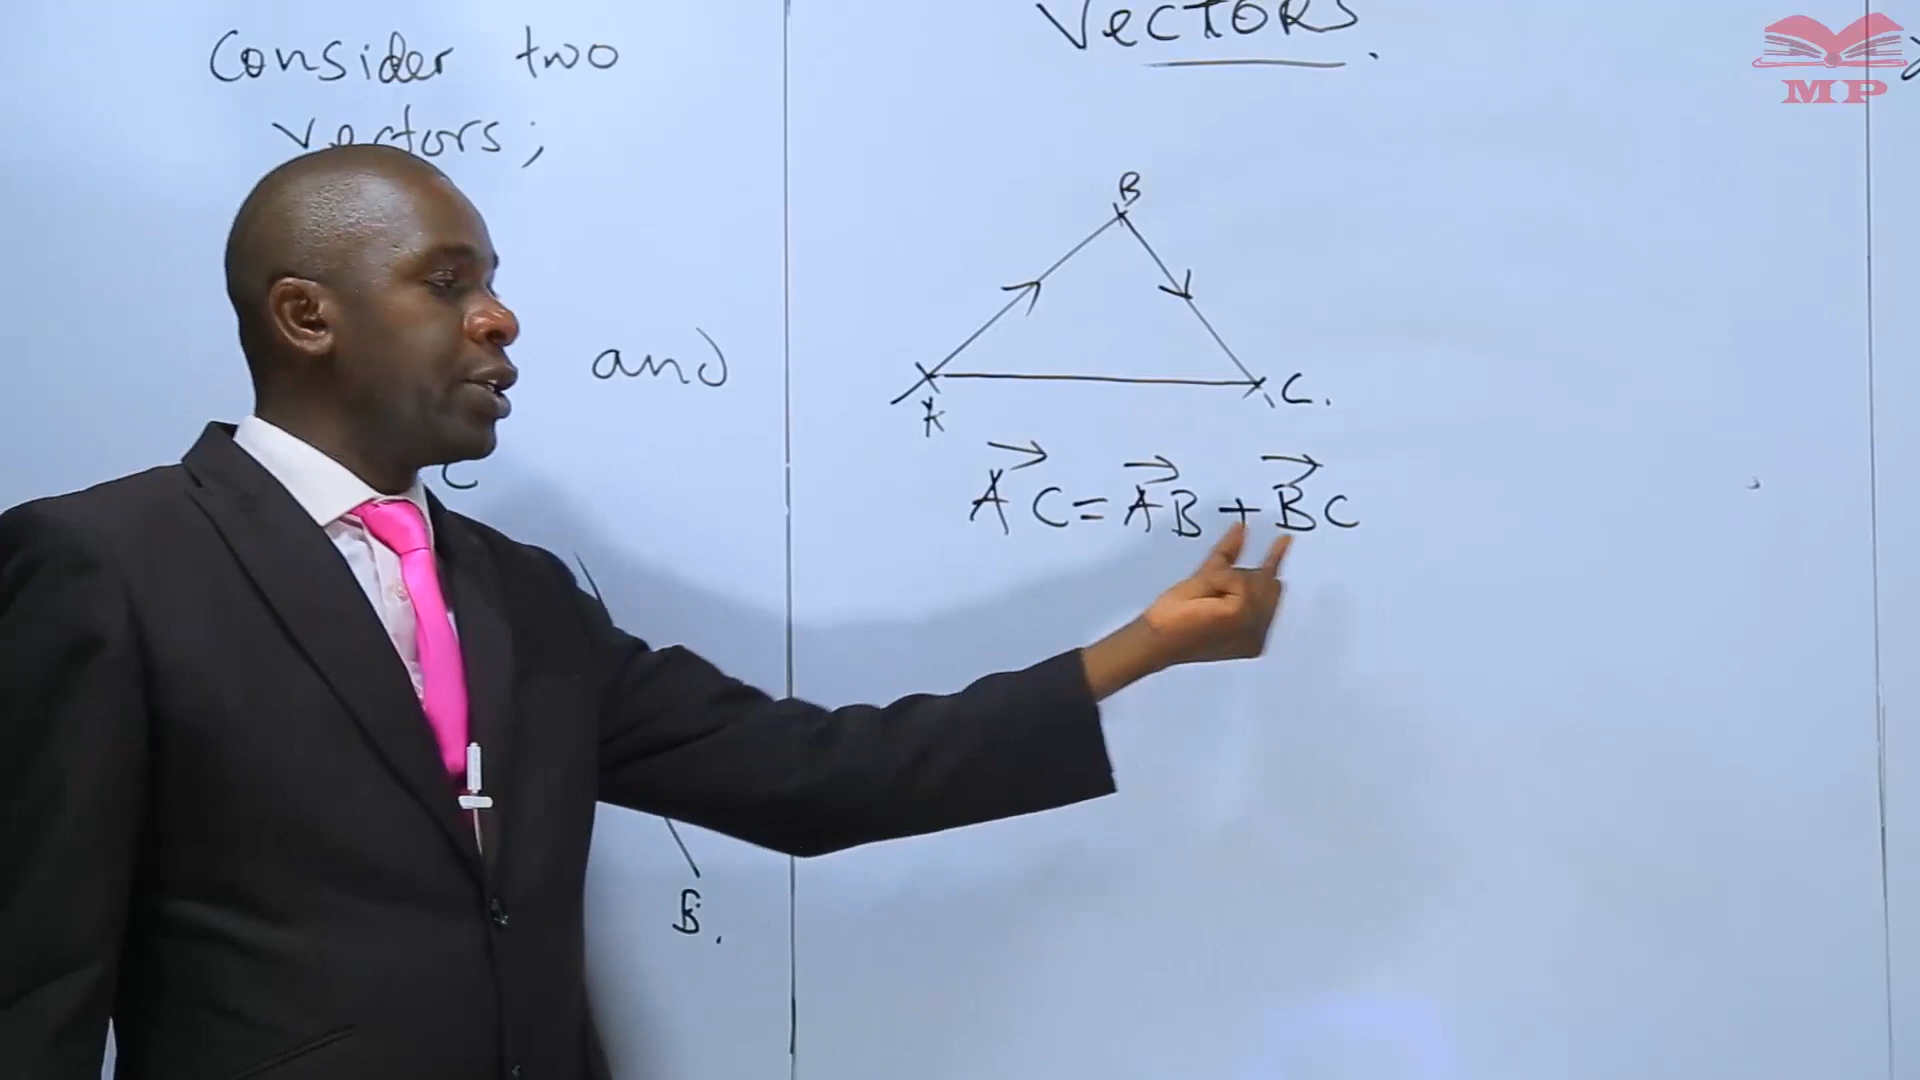 Consider two
vectors;
and
C
B.
VECTORS.
B
A
C.
→AC = →AB + →BC
MP